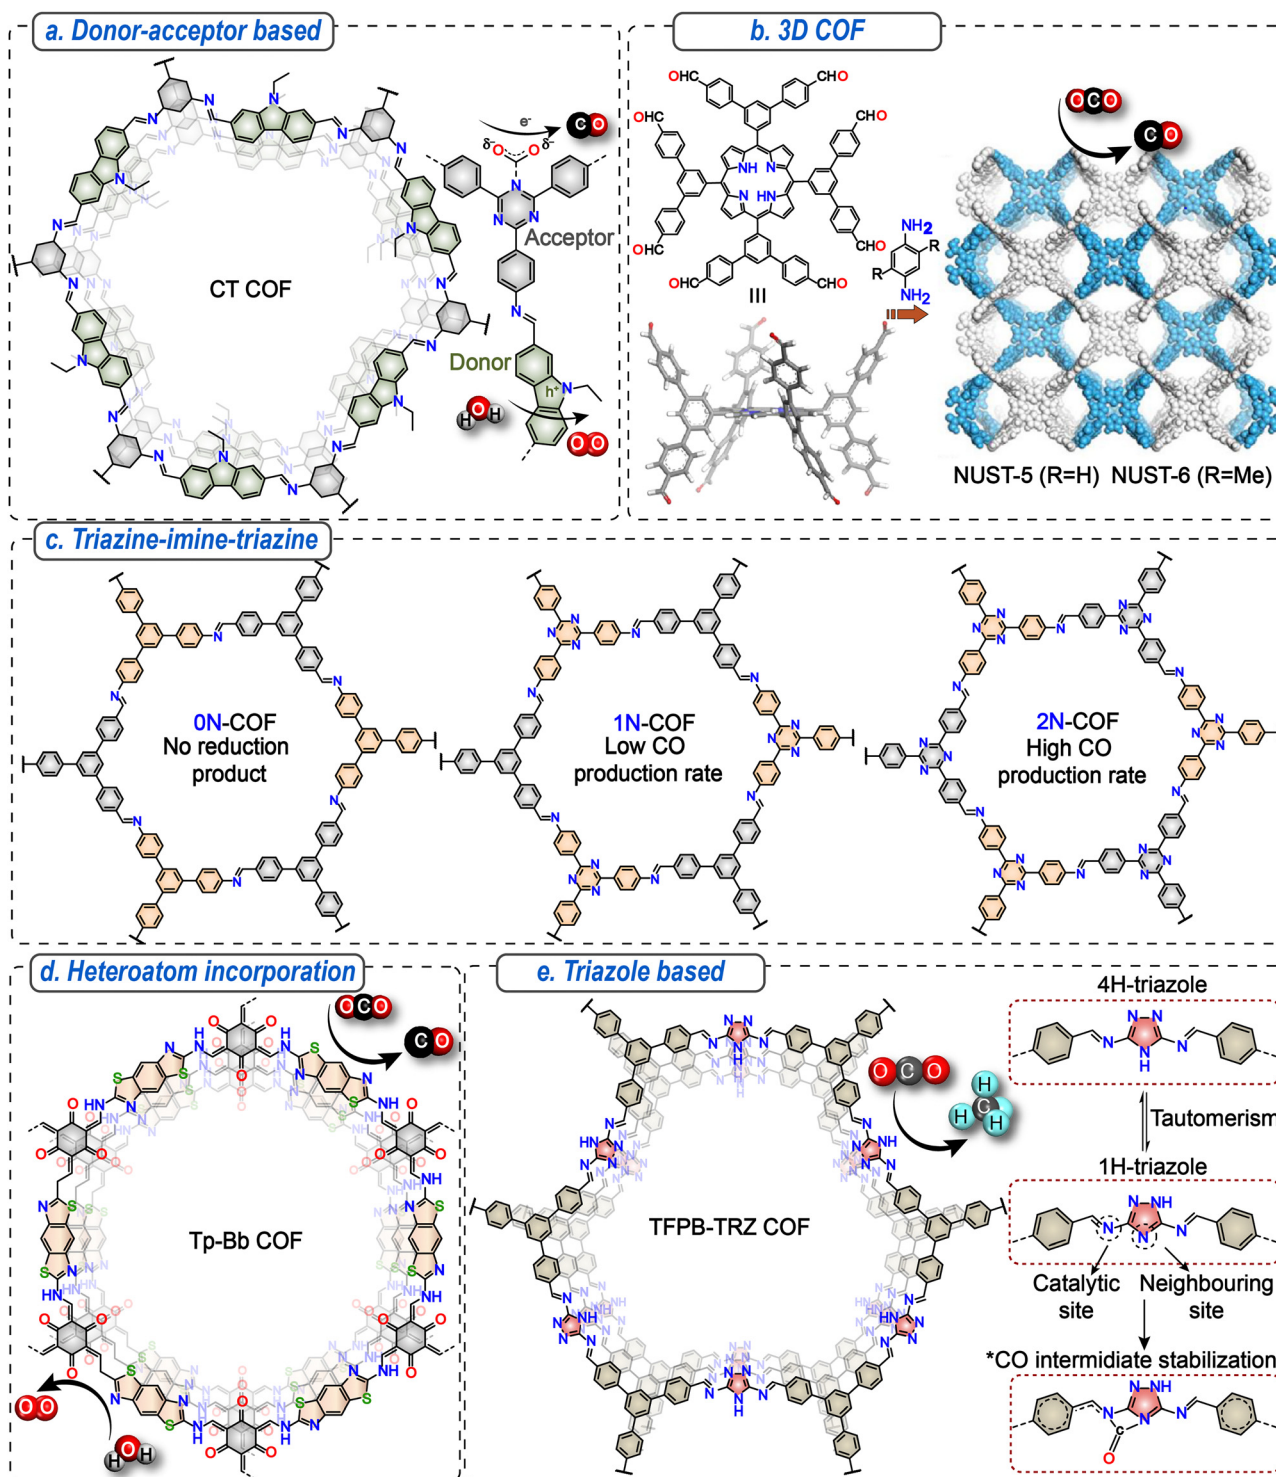 a. Donor-acceptor based
CT COF
e-
δ- O O δ-
C O
Acceptor
Donor
h+
H O H
O O
b. 3D COF
OHC CHO
OHC CHO
NH N
N HN
OHC CHO
OHC CHO
III
NH2
R
R
NH2
O C O
C O
NUST-5 (R=H) NUST-6 (R=Me)
c. Triazine-imine-triazine
0N-COF
No reduction
product
1N-COF
Low CO
production rate
2N-COF
High CO
production rate
d. Heteroatom incorporation
O C O
C O
Tp-Bb COF
O O
H O H
e. Triazole based
TFPB-TRZ COF
O C O
H
H C
H
4H-triazole
Tautomerism
1H-triazole
Catalytic
site
Neighbouring
site
*CO intermidiate stabilization